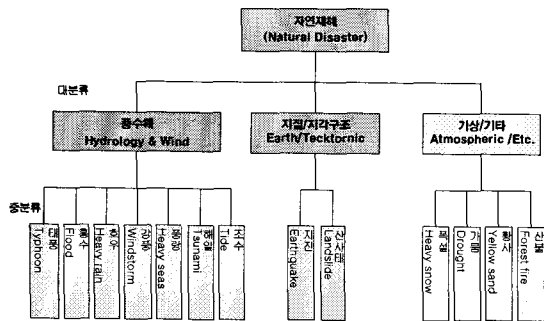 자연재해
(Natural Disaster)
대분류
풍수해
Hydrology & Wind
지질/지각구조
Earth/Tecktornic
기상/기타
Atmospheric /Etc.
중분류
태풍
Typhoon
홍수
Flood
호우
Heavy rain
강풍
Windstorm
풍랑
Heavy seas
해일
Tsunami
조수
Tide
지진
Earthquake
산사태
Landslide
폭설
Heavy snow
가뭄
Drought
황사
Yellow sand
산불
Forest fire